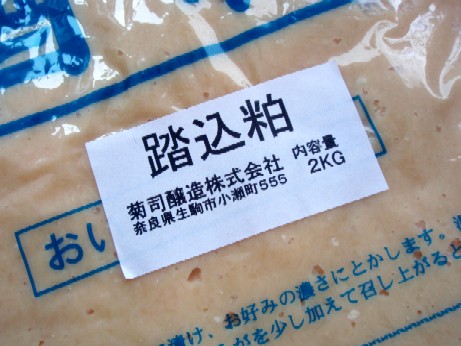 踏込粕
菊司醸造株式会社
奈良県生駒市小瀬町555
内容量
2KG
おい
お好みの濃さにとかします。
を少し加えて召し上がると